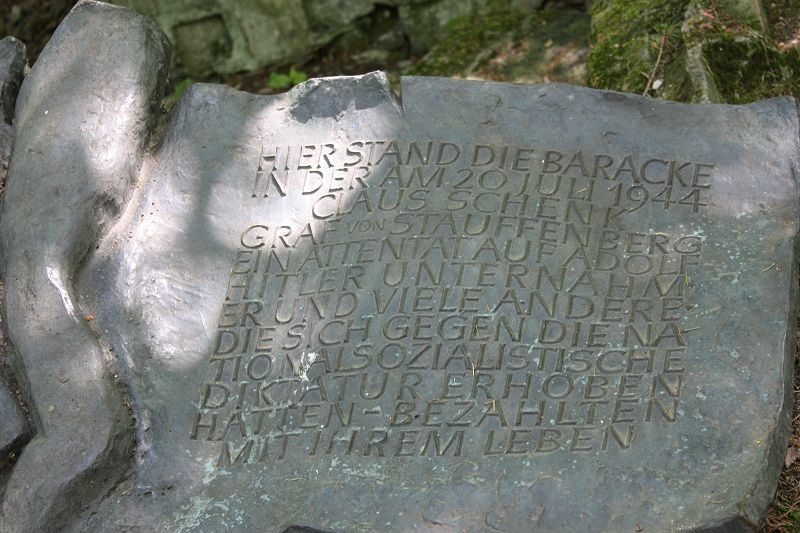 HIER STAND DIE BARACKE
IN DER AM 20 JULI 1944
CLAUS SCHENK
GRAF VON STAUFFENBERG
EIN ATTENTAT AUF ADOLF
HITLER UNTERNAHM
ER UND VIELE ANDERE
DIE SICH GEGEN DIE NA
TIONALSOZIALISTISCHE
DIKTATUR ERHOBEN
HATTEN - BEZAHLTEN
MIT IHREM LEBEN